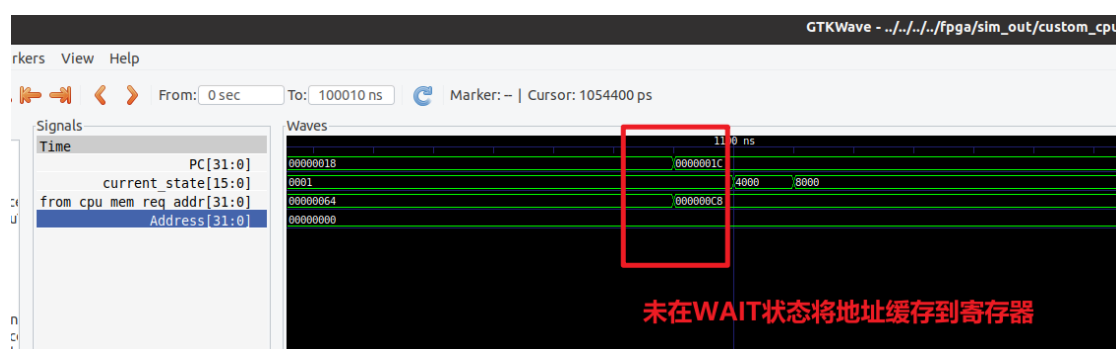 GTKWave - ../../../../fpga/sim_out/custom_cpu
rkers View Help
From: 0 sec To: 100010 ns Marker: -- | Cursor: 1054400 ps
Signals Waves
Time 1100 ns
PC[31:0] 00000018 0000001C
current_state[15:0] 0001 4000 8000
from cpu mem req addr[31:0] 00000064 000000C8
Address[31:0] 00000000
未在WAIT状态将地址缓存到寄存器